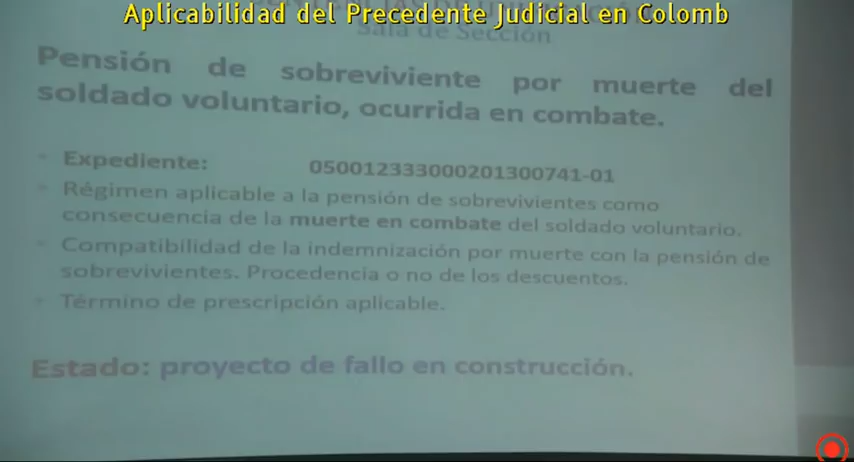 Aplicabilidad del Precedente Judicial en Colomb
Sala de Sección
Pensión de sobreviviente por muerte del
soldado voluntario, ocurrida en combate.
Expediente: 050012333000201300741-01
Régimen aplicable a la pensión de sobrevivientes como
consecuencia de la muerte en combate del soldado voluntario.
Compatibilidad de la indemnización por muerte con la pensión de
sobrevivientes. Procedencia o no de los descuentos.
Término de prescripción aplicable.
Estado: proyecto de fallo en construcción.